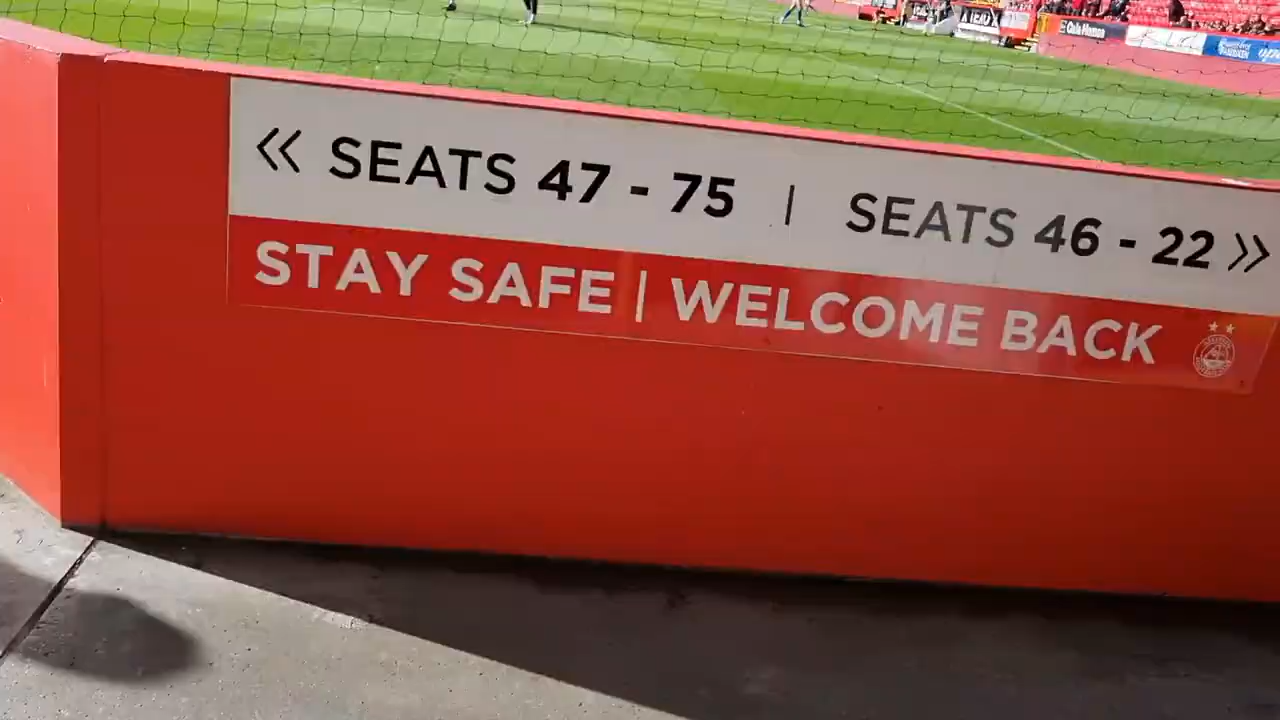 « SEATS 47 - 75 | SEATS 46 - 22 »
STAY SAFE | WELCOME BACK